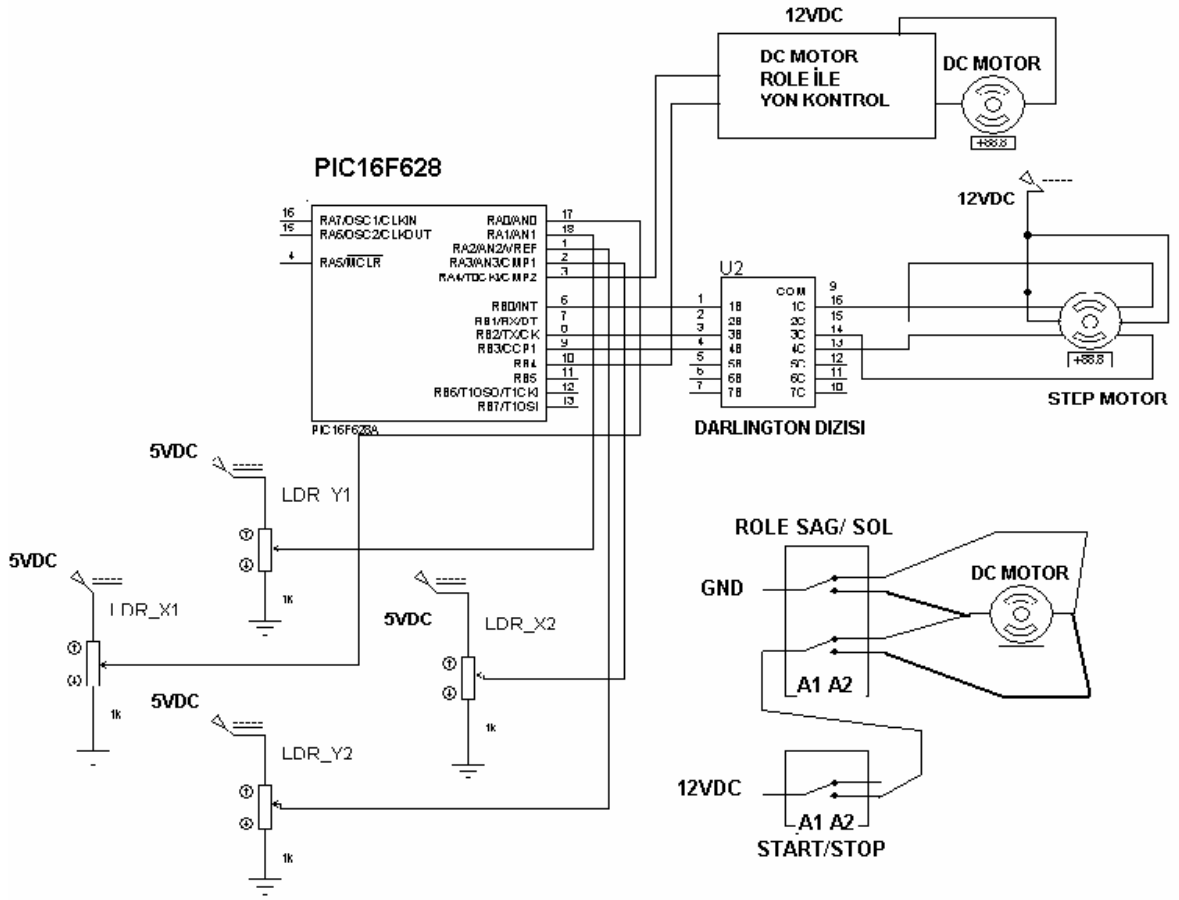 12VDC
DC MOTOR
ROLE İLE
YON KONTROL
DC MOTOR
+88.8
PIC16F628
16 RA7/OSC1/CLKIN
15 RA6/OSC2/CLKOUT
4 RA5/MCLR
RA0/AN0 17
RA1/AN1 18
RA2/AN2/VREF 1
RA3/AN3/CMP1 2
RA4/T0CKI/CMP2 3
RB0/INT 6
RB1/RX/DT 7
RB2/TX/CK 8
RB3/CCP1 9
RB4 10
RB5 11
RB6/T1OSO/T1CKI 12
RB7/T1OSI 13
PIC16F628A
12VDC
U2
COM 9
1 1B 1C 16
2 2B 2C 15
3 3B 3C 14
4 4B 4C 13
5 5B 5C 12
6 6B 6C 11
7 7B 7C 10
DARLINGTON DIZISI
+88.8
STEP MOTOR
5VDC
LDR Y1
1k
5VDC
LDR_X1
1k
5VDC
LDR_X2
1k
5VDC
LDR_Y2
1k
ROLE SAG/ SOL
GND
DC MOTOR
A1 A2
12VDC
A1 A2
START/STOP